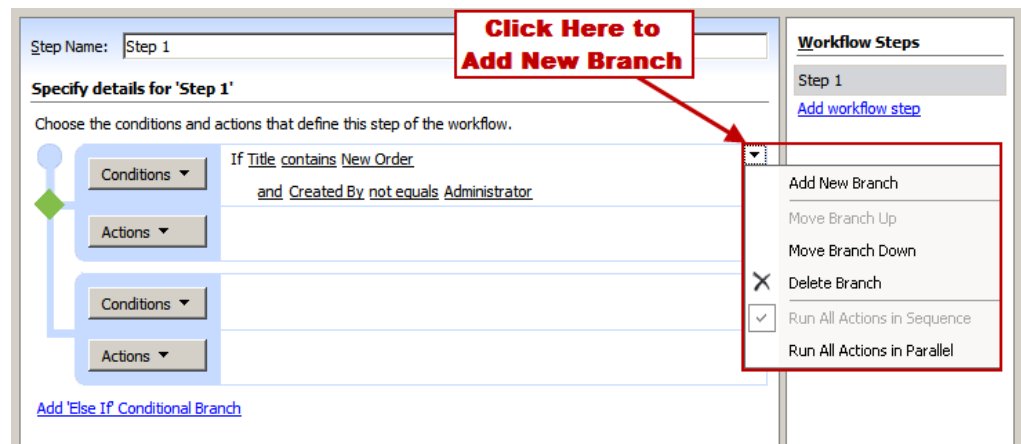 Click Here to
Add New Branch
Step Name: Step 1
Specify details for 'Step 1'
Choose the conditions and actions that define this step of the workflow.
Conditions
If Title contains New Order
and Created By not equals Administrator
Actions
Conditions
Actions
Add 'Else If' Conditional Branch
Workflow Steps
Step 1
Add workflow step
Add New Branch
Move Branch Up
Move Branch Down
Delete Branch
Run All Actions in Sequence
Run All Actions in Parallel